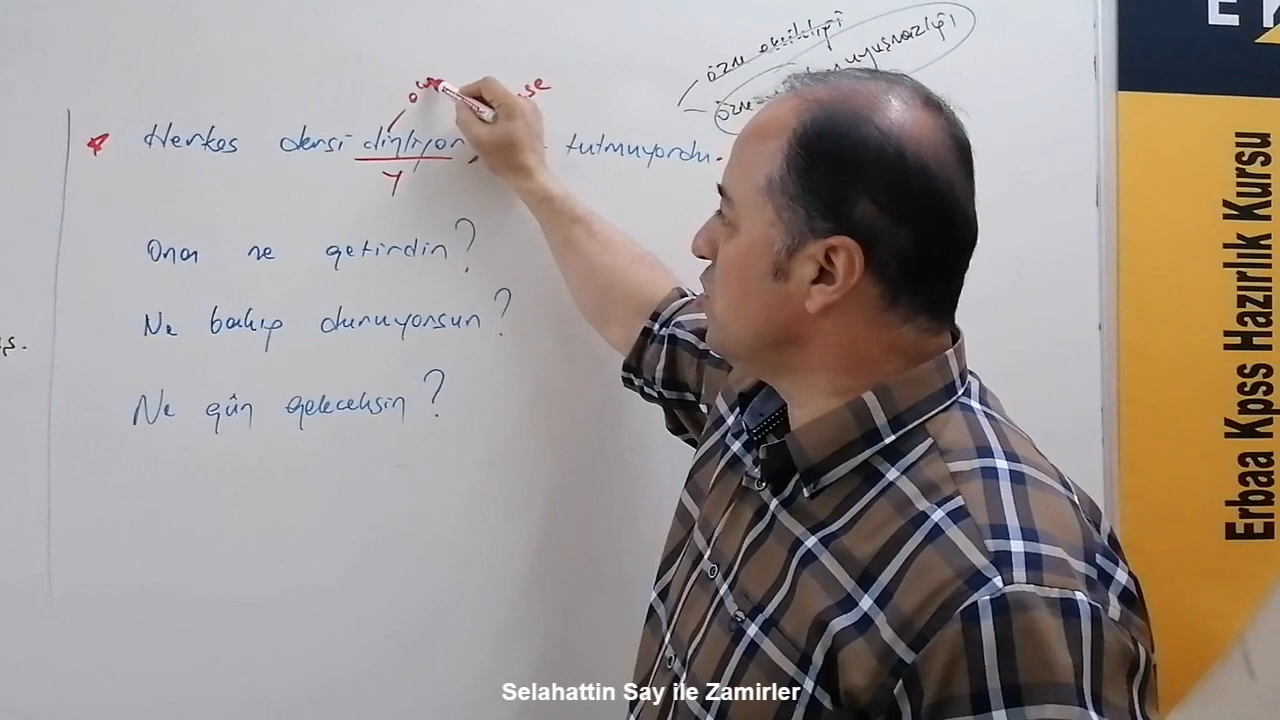 özne eksikliği
Herkes dersi dinliyor tutmuyordu.
y
Ona ne getirdin?
Ne bakıp duruyorsun?
Ne gün geleceksin?
ış.
Erbaa Kpss Hazırlık Kursu
Selahattin Say ile Zamirler